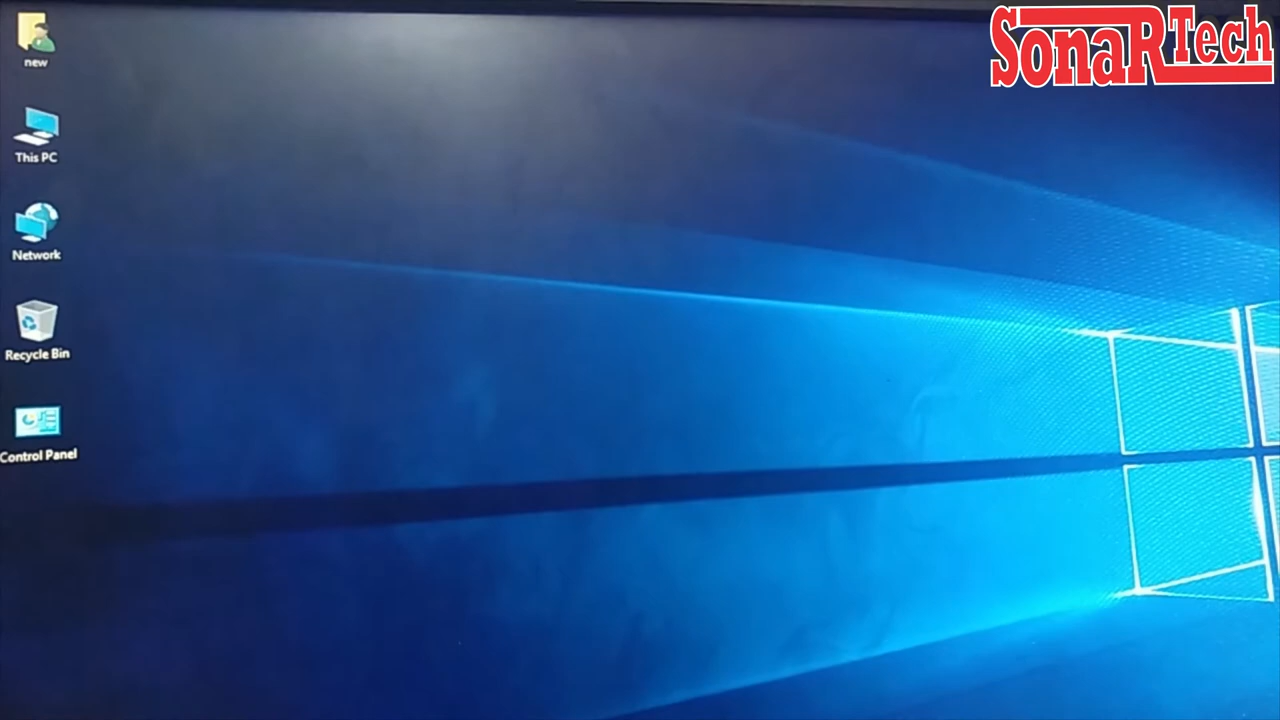 SonaRTech
new
This PC
Network
Recycle Bin
Control Panel